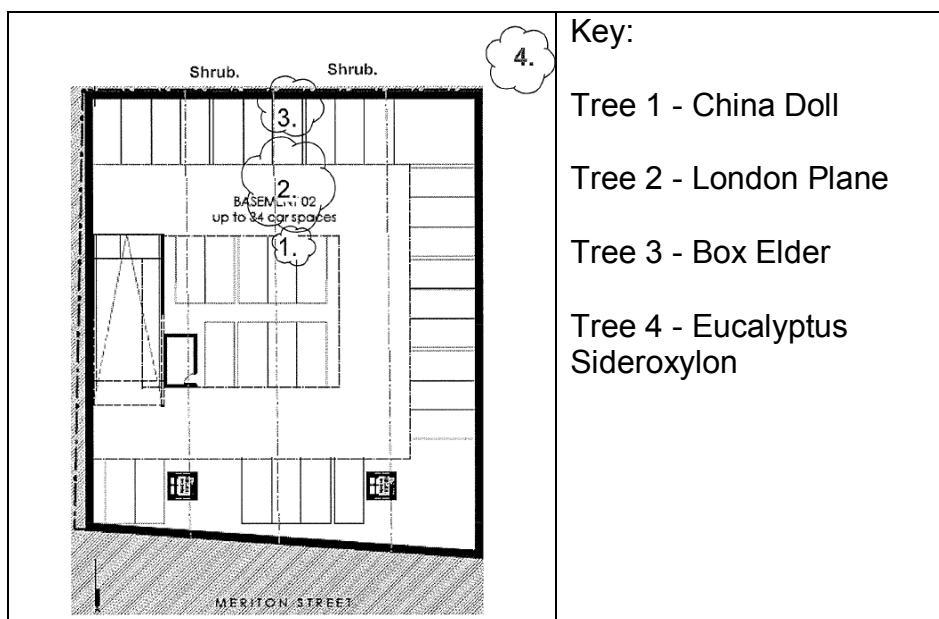 4.
Shrub. Shrub.
3.
2.
BASEMENT 02
up to 34 car spaces
1.
MERITON STREET
Key:
Tree 1 - China Doll
Tree 2 - London Plane
Tree 3 - Box Elder
Tree 4 - Eucalyptus
Sideroxylon